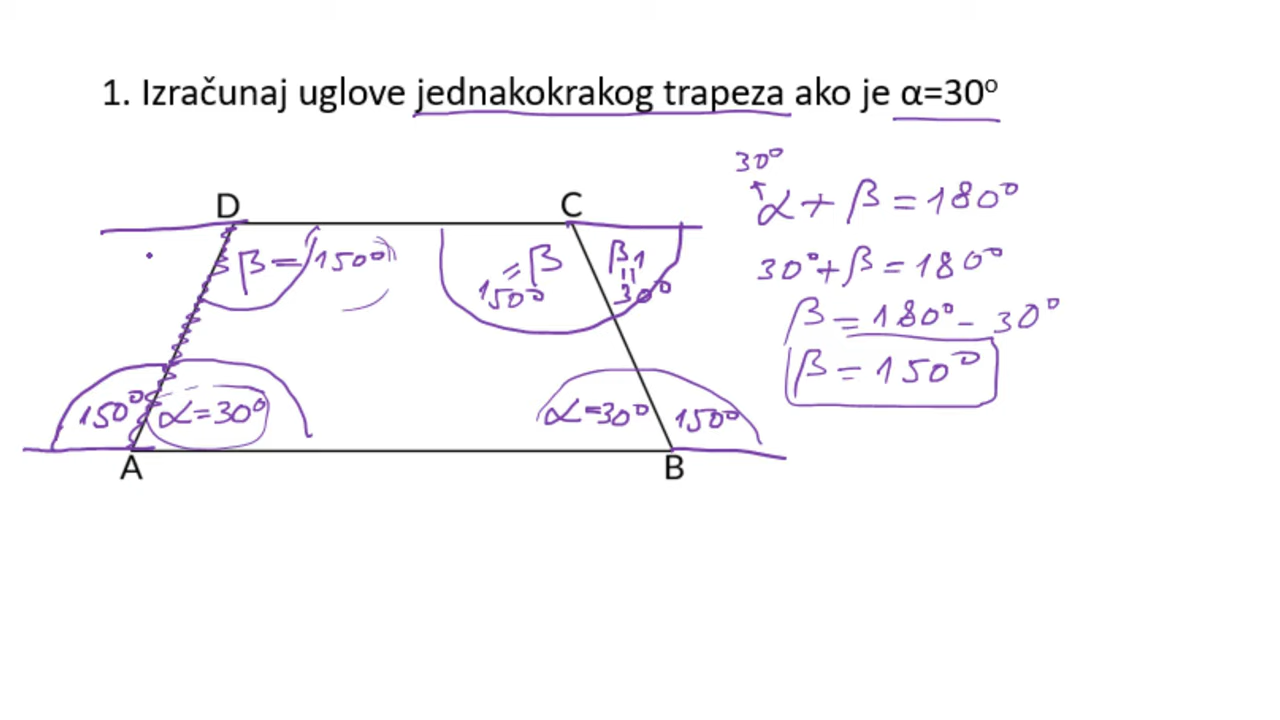 1. Izračunaj uglove jednakokrakog trapeza ako je α=30°
30°
α + β = 180°
30° + β = 180°
β = 180° - 30°
β = 150°
D
C
β = 150°
= β
150°
β1
=
30°
150°
α=30°
α=30°
150°
A
B